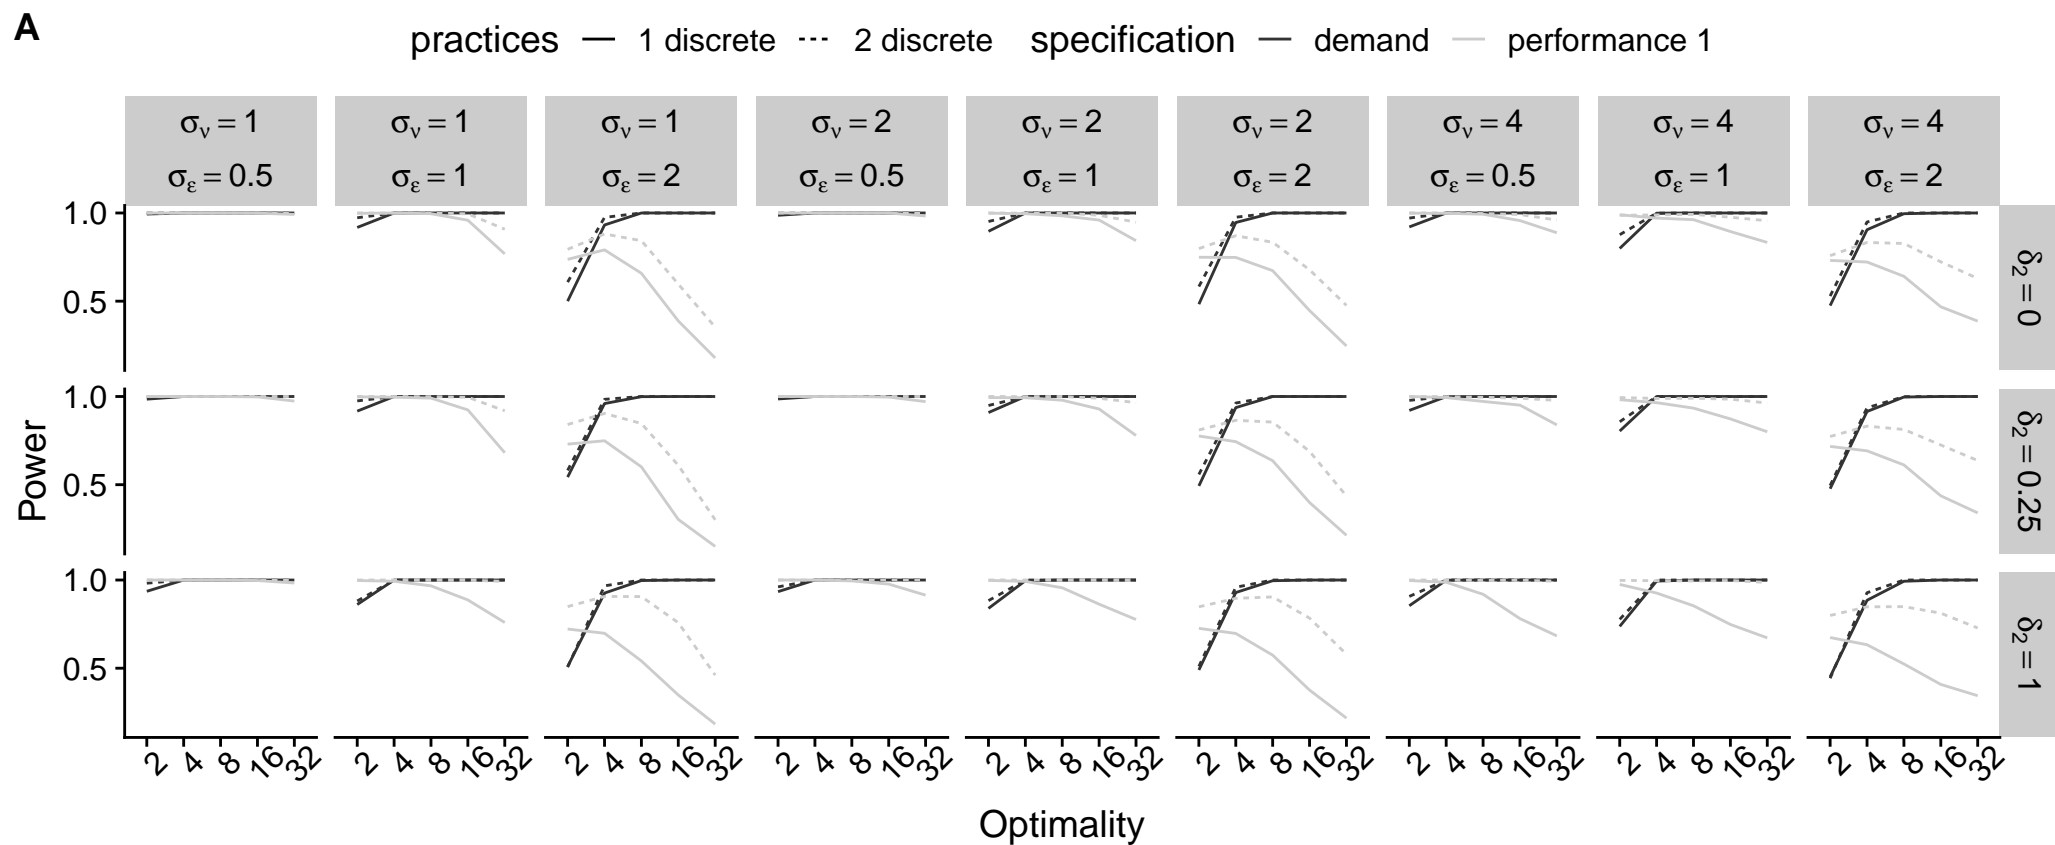 A
practices 1 discrete 2 discrete specification demand performance 1
σν = 1 σν = 1 σν = 1 σν = 2 σν = 2 σν = 2 σν = 4 σν = 4 σν = 4
σε = 0.5 σε = 1 σε = 2 σε = 0.5 σε = 1 σε = 2 σε = 0.5 σε = 1 σε = 2
1.0
0.5
δ2 = 0
1.0
0.5
δ2 = 0.25
Power
1.0
0.5
δ2 = 1
2 4 8 16 32 2 4 8 16 32 2 4 8 16 32 2 4 8 16 32 2 4 8 16 32 2 4 8 16 32 2 4 8 16 32 2 4 8 16 32 2 4 8 16 32
Optimality